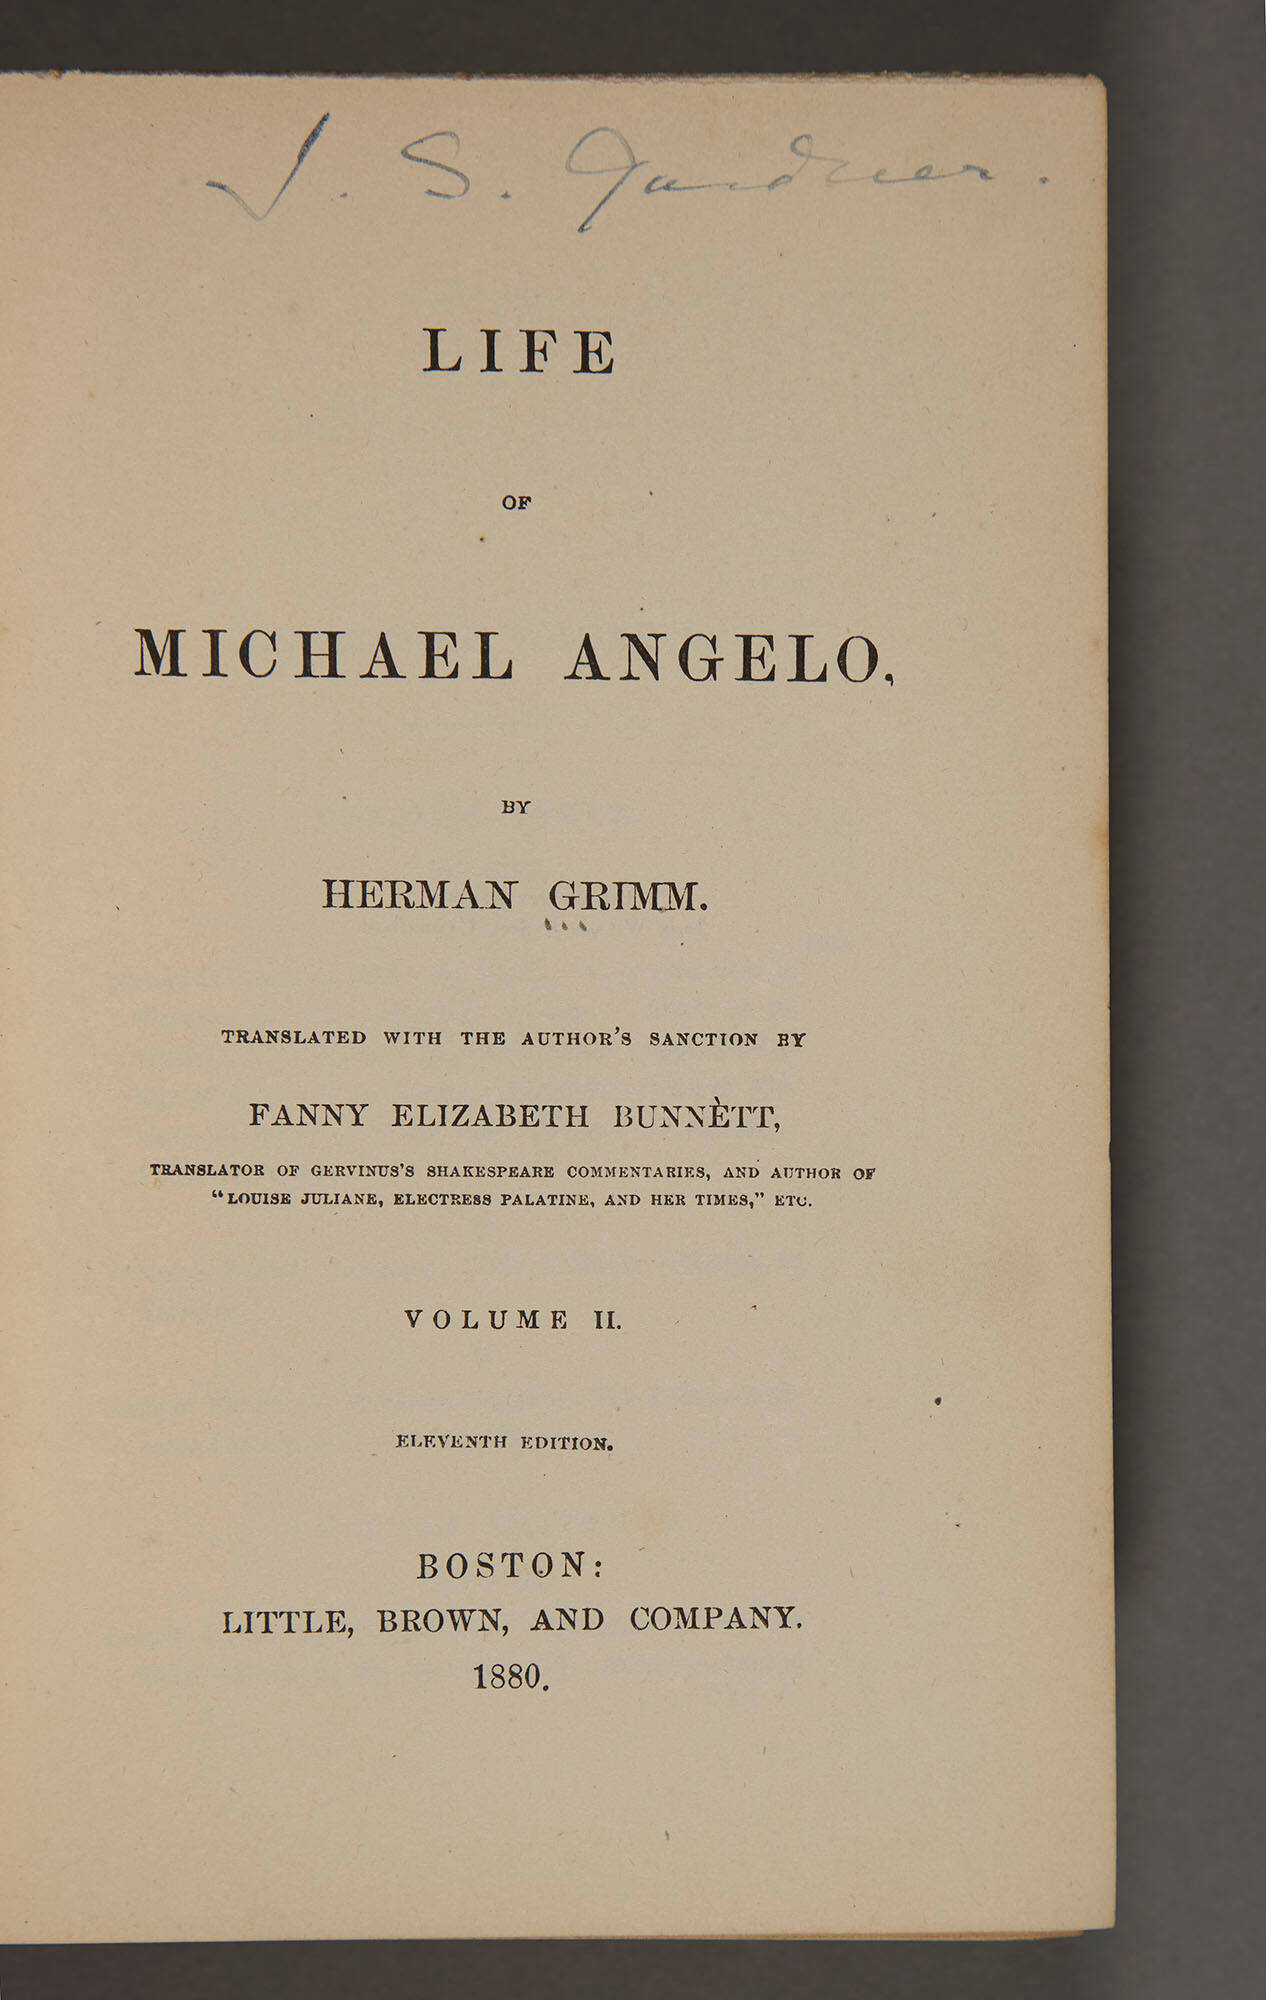 J. S. Gardner.
LIFE
OF
MICHAEL ANGELO,
BY
HERMAN GRIMM.
TRANSLATED WITH THE AUTHOR'S SANCTION BY
FANNY ELIZABETH BUNNÈTT,
TRANSLATOR OF GERVINUS'S SHAKESPEARE COMMENTARIES, AND AUTHOR OF
“LOUISE JULIANE, ELECTRESS PALATINE, AND HER TIMES,” ETC.
VOLUME II.
ELEVENTH EDITION.
BOSTON:
LITTLE, BROWN, AND COMPANY.
1880.